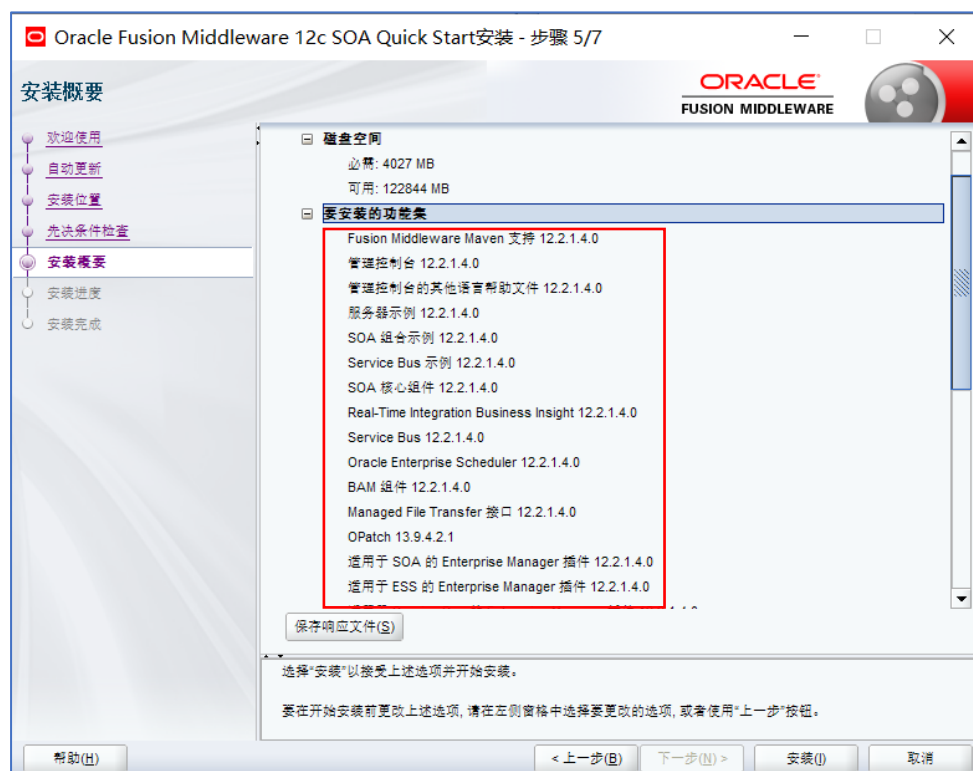 Oracle Fusion Middleware 12c SOA Quick Start安装 - 步骤 5/7
安装概要
ORACLE
FUSION MIDDLEWARE
欢迎使用
自动更新
安装位置
先决条件检查
安装概要
安装进度
安装完成
磁盘空间
必需: 4027 MB
可用: 122844 MB
要安装的功能集
Fusion Middleware Maven 支持 12.2.1.4.0
管理控制台 12.2.1.4.0
管理控制台的其他语言帮助文件 12.2.1.4.0
服务器示例 12.2.1.4.0
SOA 组合示例 12.2.1.4.0
Service Bus 示例 12.2.1.4.0
SOA 核心组件 12.2.1.4.0
Real-Time Integration Business Insight 12.2.1.4.0
Service Bus 12.2.1.4.0
Oracle Enterprise Scheduler 12.2.1.4.0
BAM 组件 12.2.1.4.0
Managed File Transfer 接口 12.2.1.4.0
OPatch 13.9.4.2.1
适用于 SOA 的 Enterprise Manager 插件 12.2.1.4.0
适用于 ESS 的 Enterprise Manager 插件 12.2.1.4.0
保存响应文件(S)
选择"安装"以接受上述选项并开始安装。
要在开始安装前更改上述选项, 请在左侧窗格中选择要更改的选项, 或者使用"上一步"按钮。
帮助(H)
< 上一步(B)
下一步(N) >
安装(I)
取消